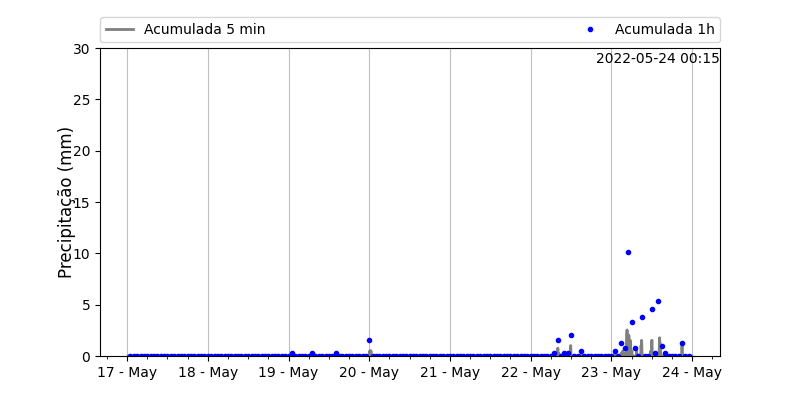 Acumulada 5 min
Acumulada 1h
2022-05-24 00:15
Precipitação (mm)
30
25
20
15
10
5
0
17 - May 18 - May 19 - May 20 - May 21 - May 22 - May 23 - May 24 - May